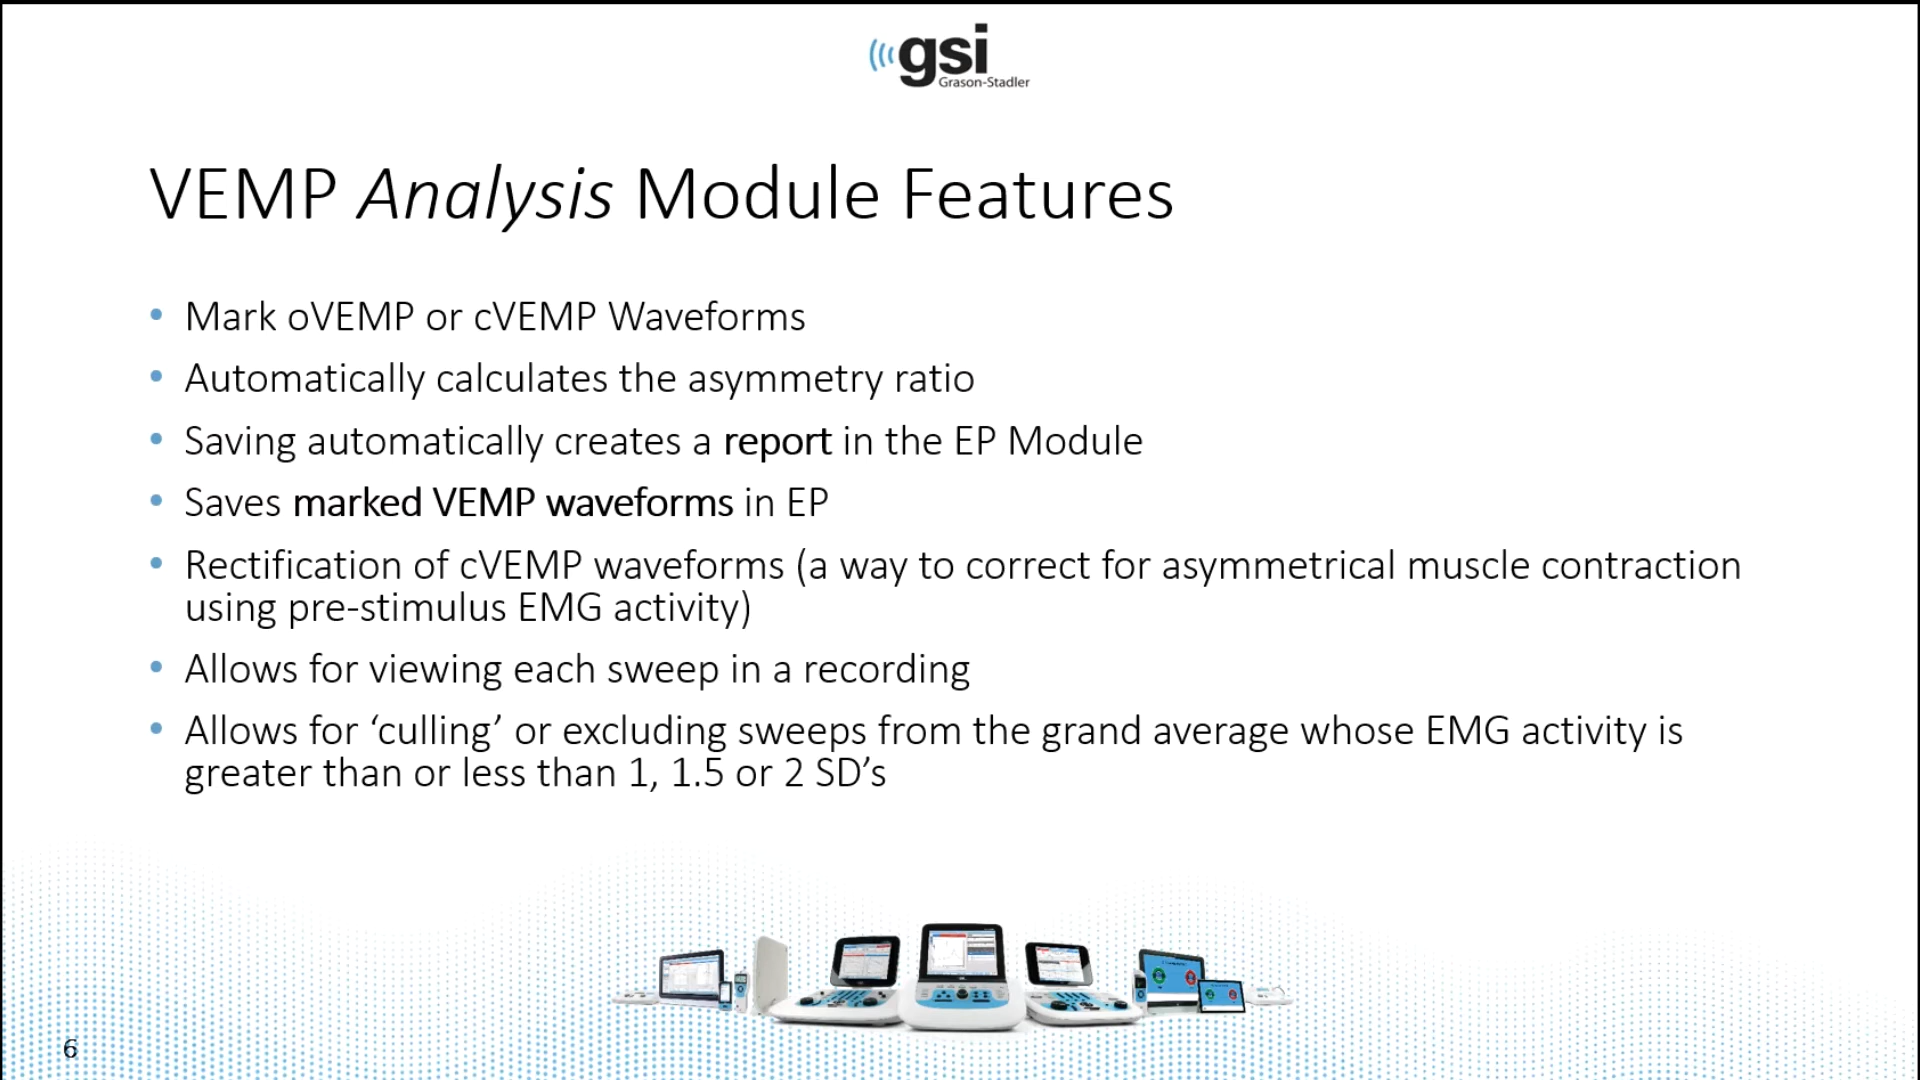 gsi
Grason-Stadler
VEMP Analysis Module Features
• Mark oVEMP or cVEMP Waveforms
• Automatically calculates the asymmetry ratio
• Saving automatically creates a report in the EP Module
• Saves marked VEMP waveforms in EP
• Rectification of cVEMP waveforms (a way to correct for asymmetrical muscle contraction
using pre-stimulus EMG activity)
• Allows for viewing each sweep in a recording
• Allows for ‘culling’ or excluding sweeps from the grand average whose EMG activity is
greater than or less than 1, 1.5 or 2 SD’s
6